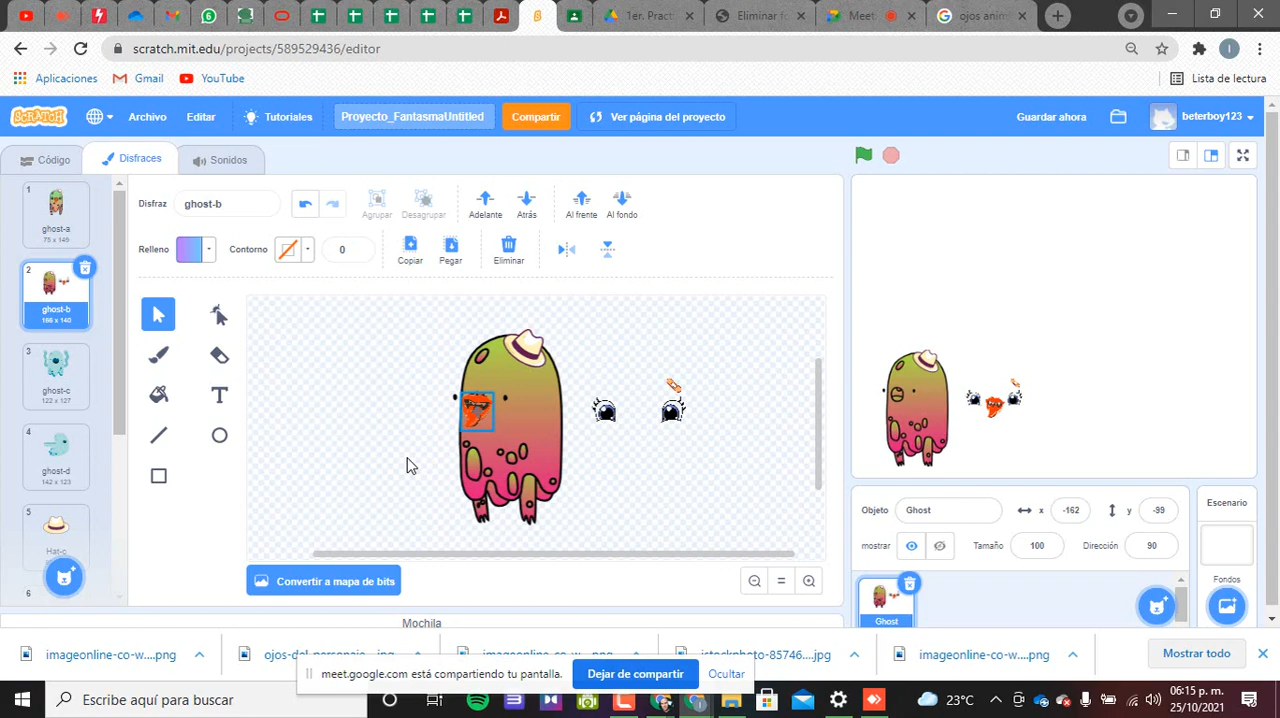 1er. Pract
Eliminar f
Meet
ojos anim
scratch.mit.edu/projects/589529436/editor
Aplicaciones
Gmail
YouTube
Lista de lectura
SCRATCH
Archivo
Editar
Tutoriales
Proyecto_FantasmaUntitled
Compartir
Ver página del proyecto
Guardar ahora
beterboy123
Código
Disfraces
Sonidos
1
ghost-a
75 x 149
2
ghost-b
166 x 140
3
ghost-c
122 x 127
4
ghost-d
142 x 123
5
Hat-c
6
Disfraz
ghost-b
Agrupar
Desagrupar
Adelante
Atrás
Al frente
Al fondo
Relleno
Contorno
0
Copiar
Pegar
Eliminar
T
Convertir a mapa de bits
Objeto
Ghost
x
-162
y
-99
mostrar
Tamaño
100
Dirección
90
Ghost
Escenario
Fondos
Mochila
imageonline-co-w....png
ojos-del-personaje...jpg
imageonline-co-w....png
istockphoto-85746....jpg
imageonline-co-w....png
Mostrar todo
meet.google.com está compartiendo tu pantalla.
Dejar de compartir
Ocultar
Escribe aquí para buscar
23°C
06:15 p. m.
25/10/2021